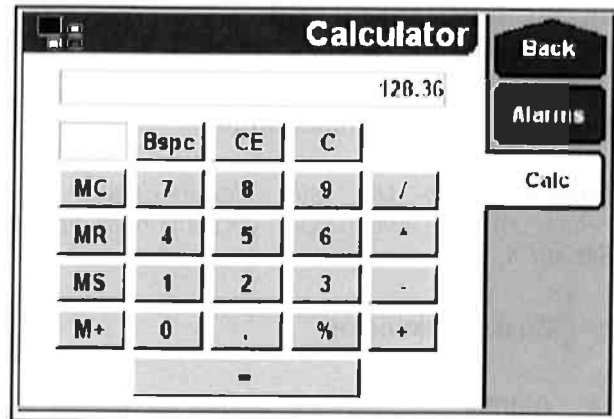 Calculator
Back
128.36
Alarms
Bspc CE C
Calc
MC 7 8 9 /
MR 4 5 6 *
MS 1 2 3 -
M+ 0 . % +
=